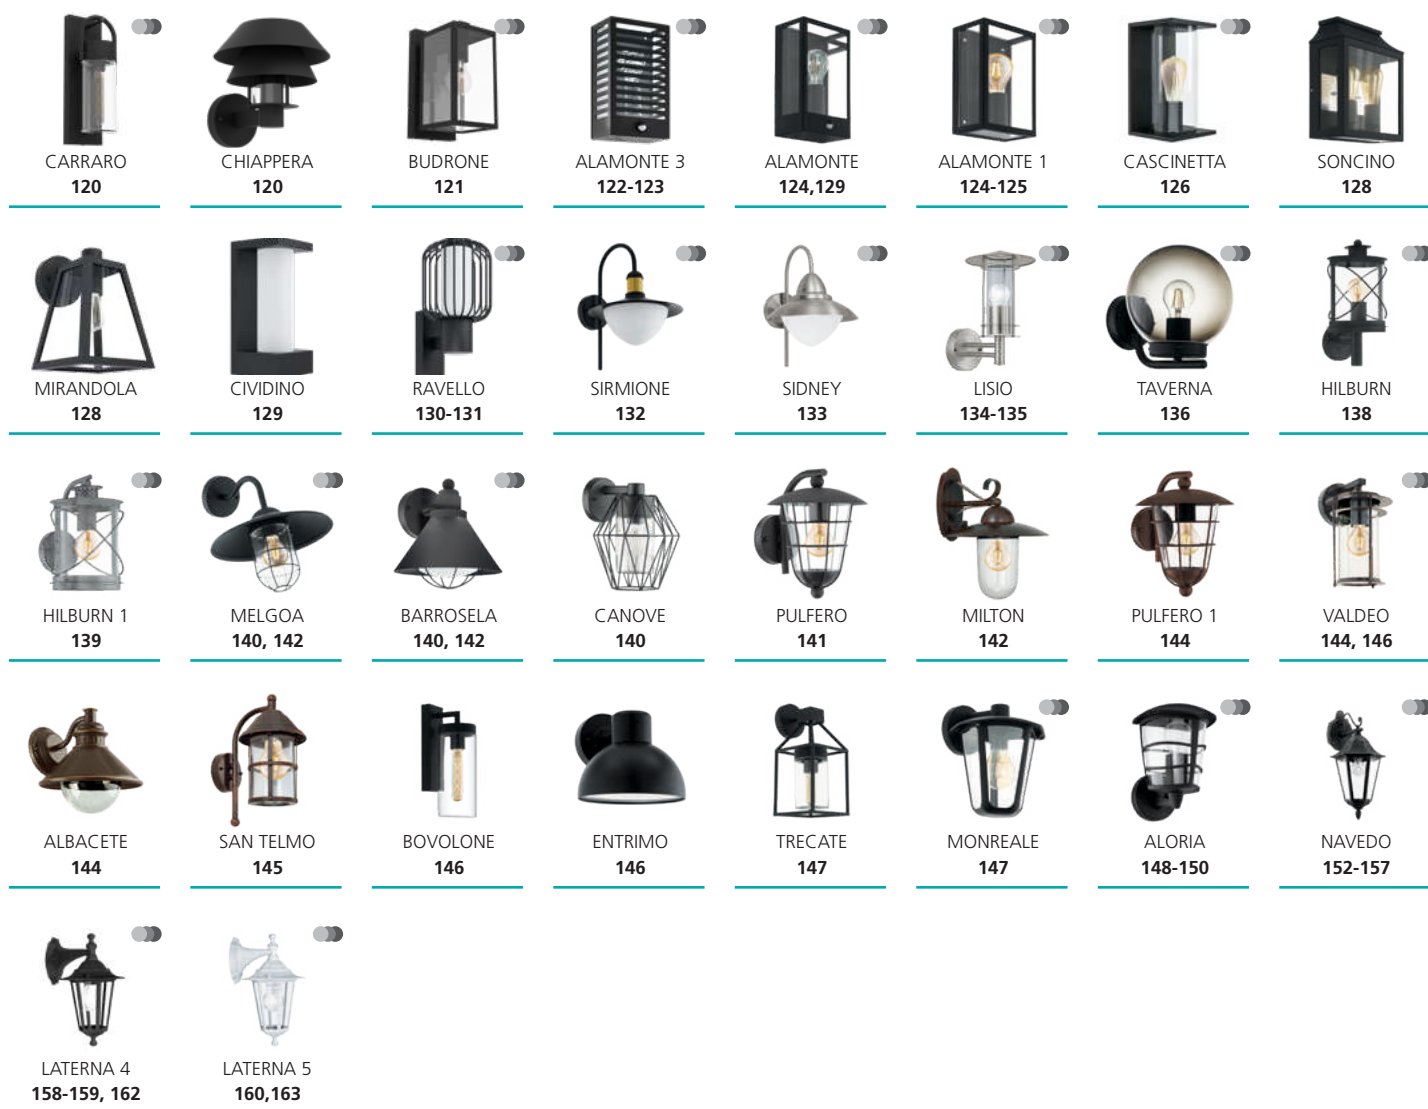 CARRARO
120
CHIAPPERA
120
BUDRONE
121
ALAMONTE 3
122-123
ALAMONTE
124,129
ALAMONTE 1
124-125
CASCINETTA
126
SONCINO
128
MIRANDOLA
128
CIVIDINO
129
RAVELLO
130-131
SIRMIONE
132
SIDNEY
133
LISIO
134-135
TAVERNA
136
HILBURN
138
HILBURN 1
139
MELGOA
140, 142
BARROSELA
140, 142
CANOVE
140
PULFERO
141
MILTON
142
PULFERO 1
144
VALDEO
144, 146
ALBACETE
144
SAN TELMO
145
BOVOLONE
146
ENTRIMO
146
TRECATE
147
MONREALE
147
ALORIA
148-150
NAVEDO
152-157
LATERNA 4
158-159, 162
LATERNA 5
160,163